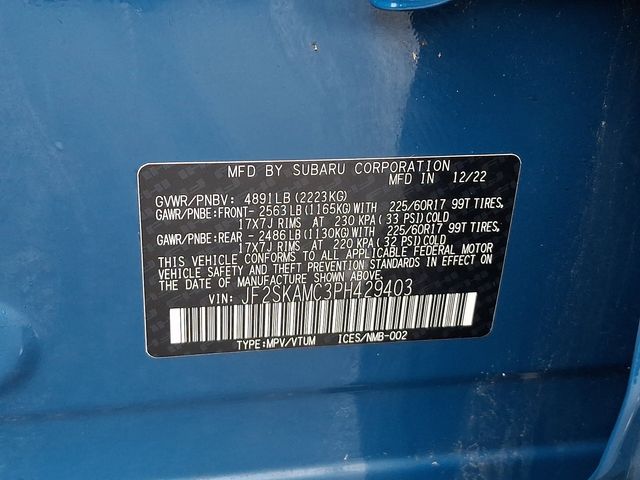 MFD BY SUBARU CORPORATION
MFD IN 12/22
GVWR/PNBV: 4891LB (2223KG)
GAWR/PNBE:FRONT- 2563 LB (1165KG) WITH 225/60R17 99T TIRES,
17X7J RIMS AT 230 KPA (33 PSI) COLD
GAWR/PNBE:REAR - 2486 LB (1130KG) WITH 225/60R17 99T TIRES,
17X7J RIMS AT 220 KPA (32 PSI) COLD
THIS VEHICLE CONFORMS TO ALL APPLICABLE FEDERAL MOTOR
VEHICLE SAFETY AND THEFT PREVENTION STANDARDS IN EFFECT ON
THE DATE OF MANUFACTURE SHOWN ABOVE.
VIN: JF2SKAMC3PH429403
TYPE:MPV/VTUM ICES/NMB-002